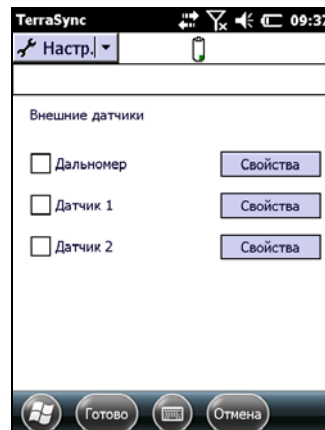 TerraSync 09:37
Настр.
Внешние датчики
Дальномер Свойства
Датчик 1 Свойства
Датчик 2 Свойства
Готово Отмена